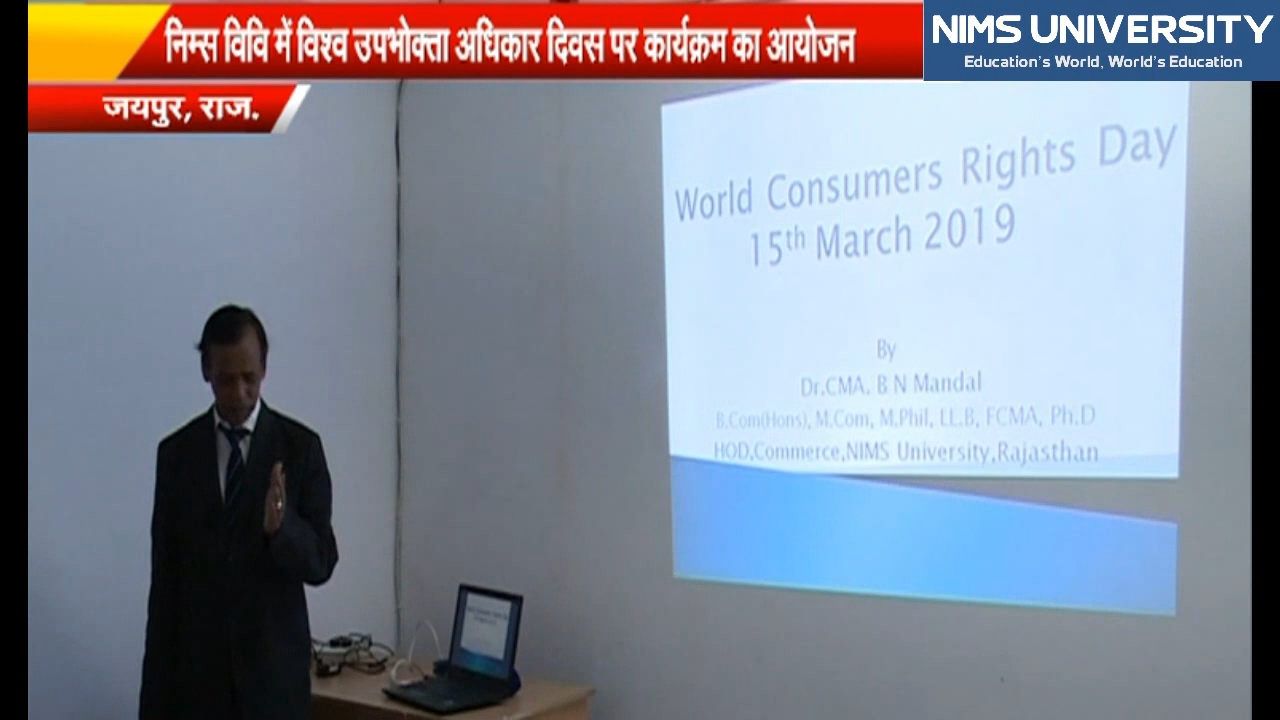 निम्स विवि में विश्व उपभोक्ता अधिकार दिवस पर कार्यक्रम का आयोजन
NIMS UNIVERSITY
Education's World, World's Education
जयपुर, राज.
World Consumers Rights Day
15th March 2019
By
Dr.CMA. B N Mandal
B.Com(Hons), M.Com, M.Phil, LL.B, FCMA, Ph.D
HOD,Commerce,NIMS University,Rajasthan